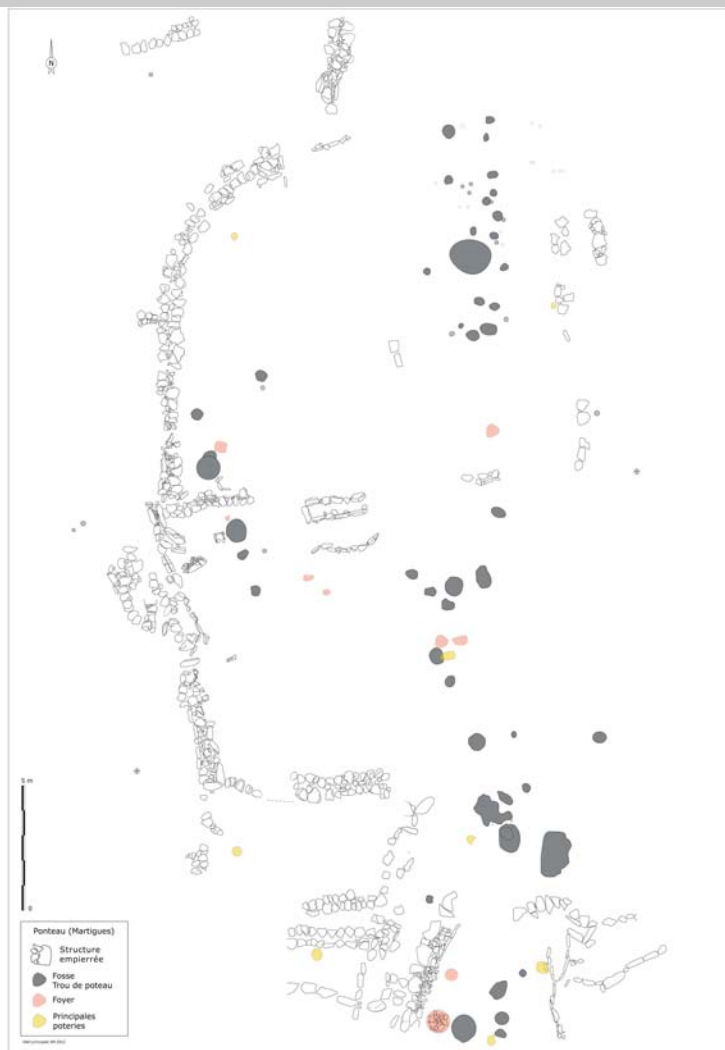 N
5 m
0
Ponteau (Martigues)
Structure
empierrée
Fosse
Trou de poteau
Foyer
Principales
poteries